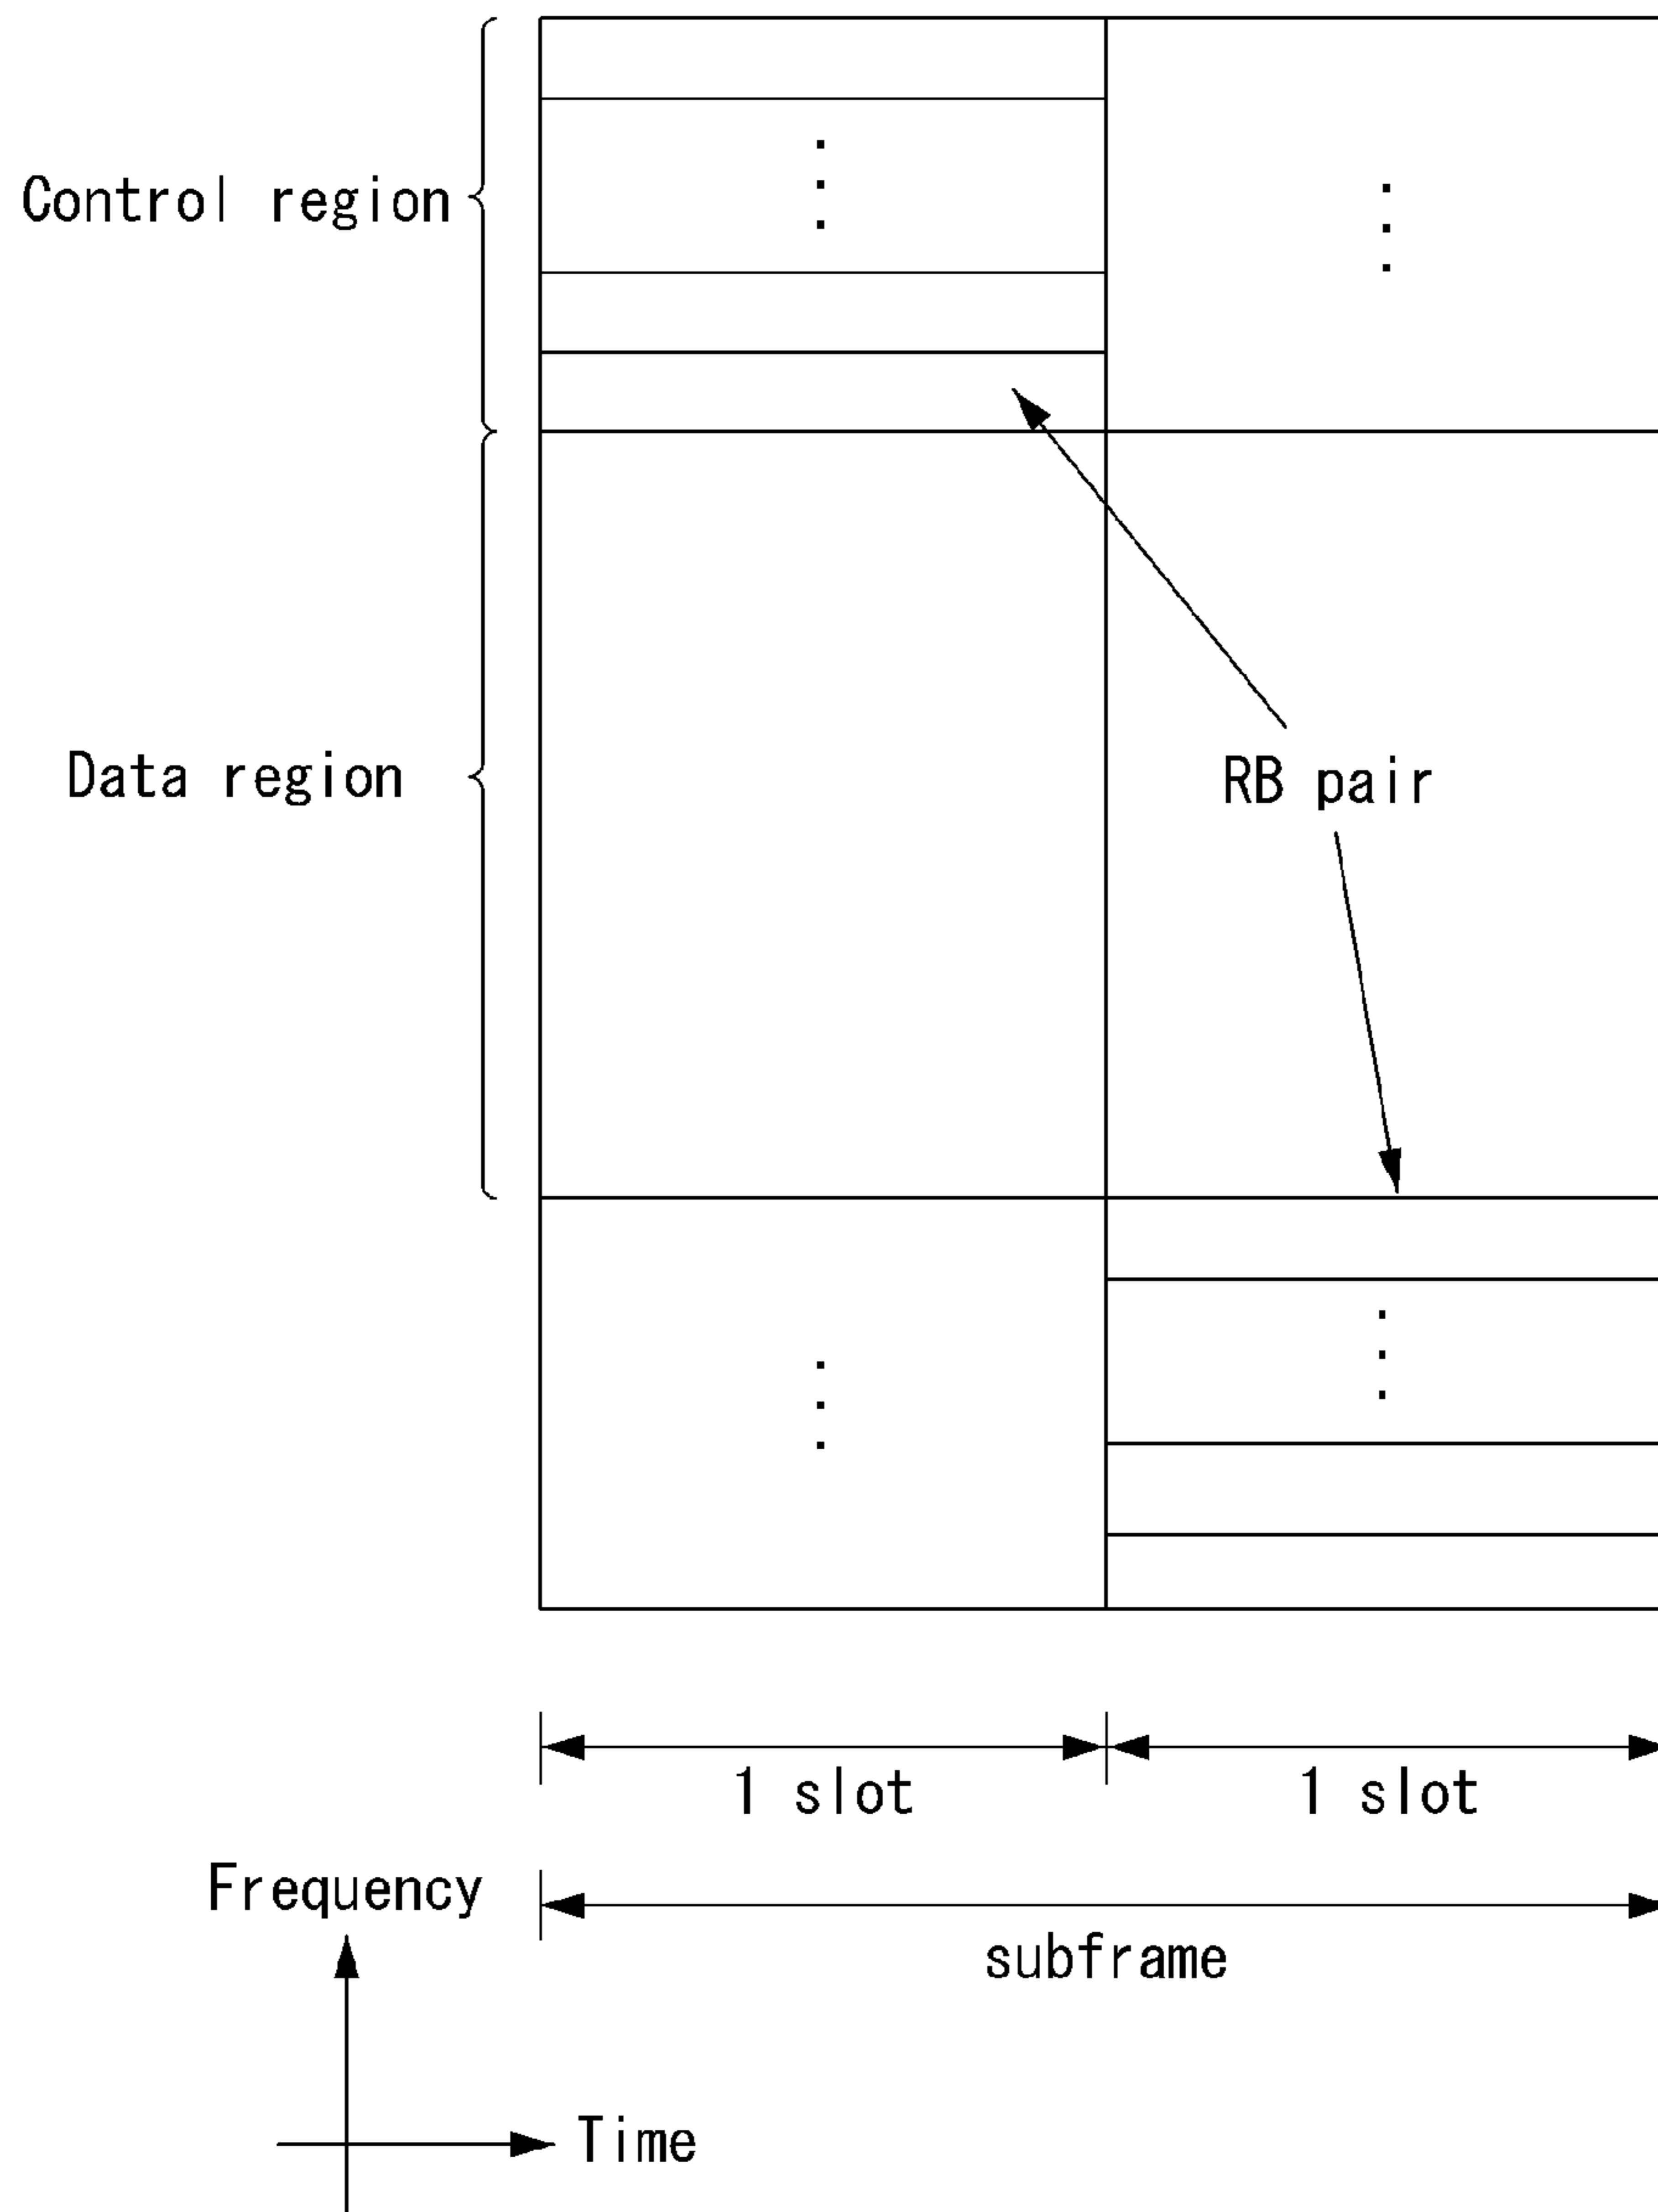 Control region
Data region
RB pair
1 slot
1 slot
subframe
Frequency
Time